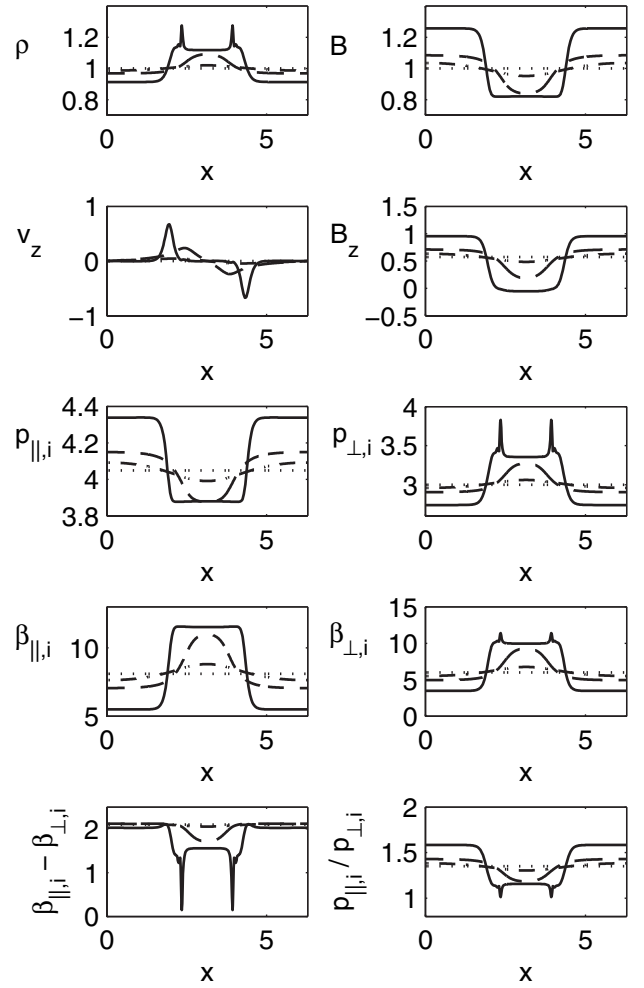 ρ
1.2
1
0.8
0
5
x
B
1.2
1
0.8
0
5
x
v_z
1
0
−1
0
5
x
B_z
1.5
1
0.5
0
−0.5
0
5
x
p_{||,i}
4.4
4.2
4
3.8
0
5
x
p_{⊥,i}
4
3.5
3
0
5
x
β_{||,i}
10
5
0
5
x
β_{⊥,i}
15
10
5
0
0
5
x
β_{||,i} − β_{⊥,i}
2
1
0
0
5
x
p_{||,i} / p_{⊥,i}
2
1.5
1
0
5
x